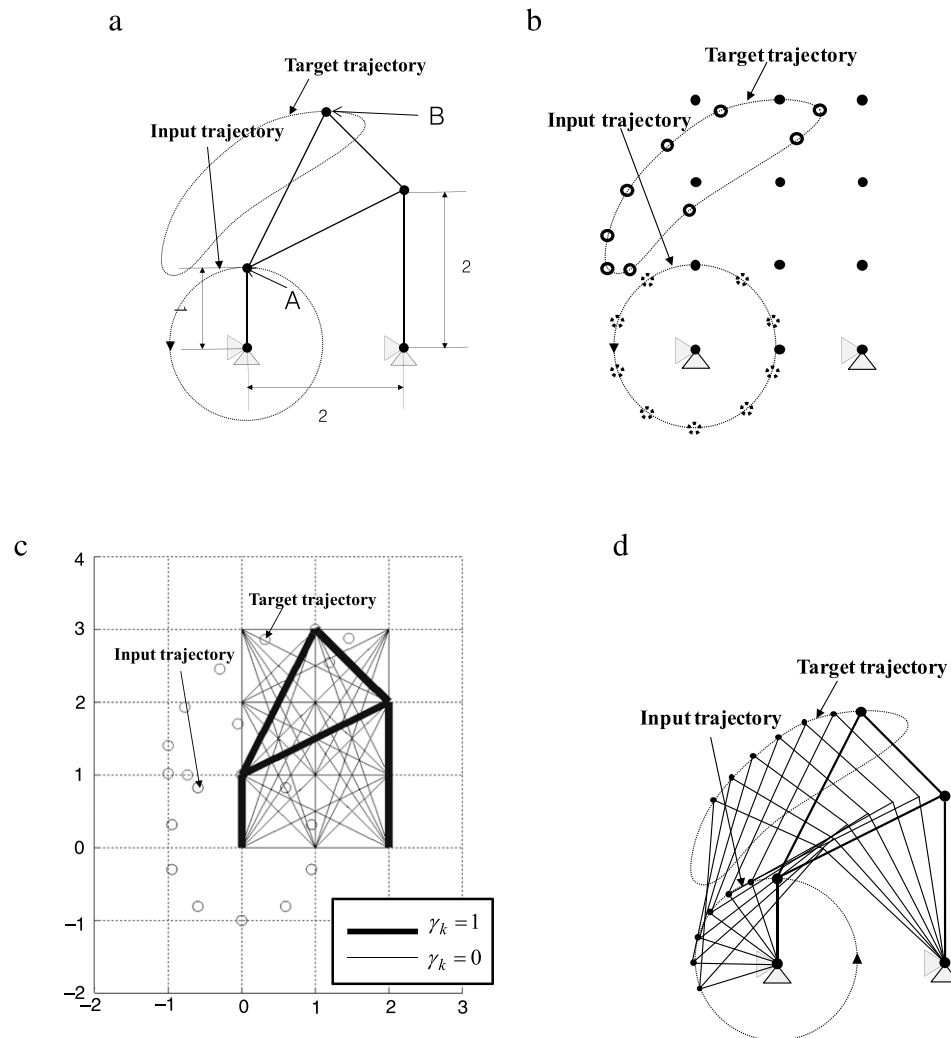 a
Target trajectory
B
Input trajectory
A
1
2
2
b
Target trajectory
Input trajectory
c
4
3
2
1
0
−1
−2
−2
−1
0
1
2
3
Target trajectory
Input trajectory
γk = 1
γk = 0
d
Target trajectory
Input trajectory